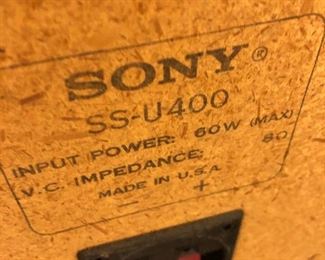 SONY®
SS-U400
INPUT POWER: 60W (MAX)
V.C. IMPEDANCE: 8Ω
MADE IN U.S.A.
− +